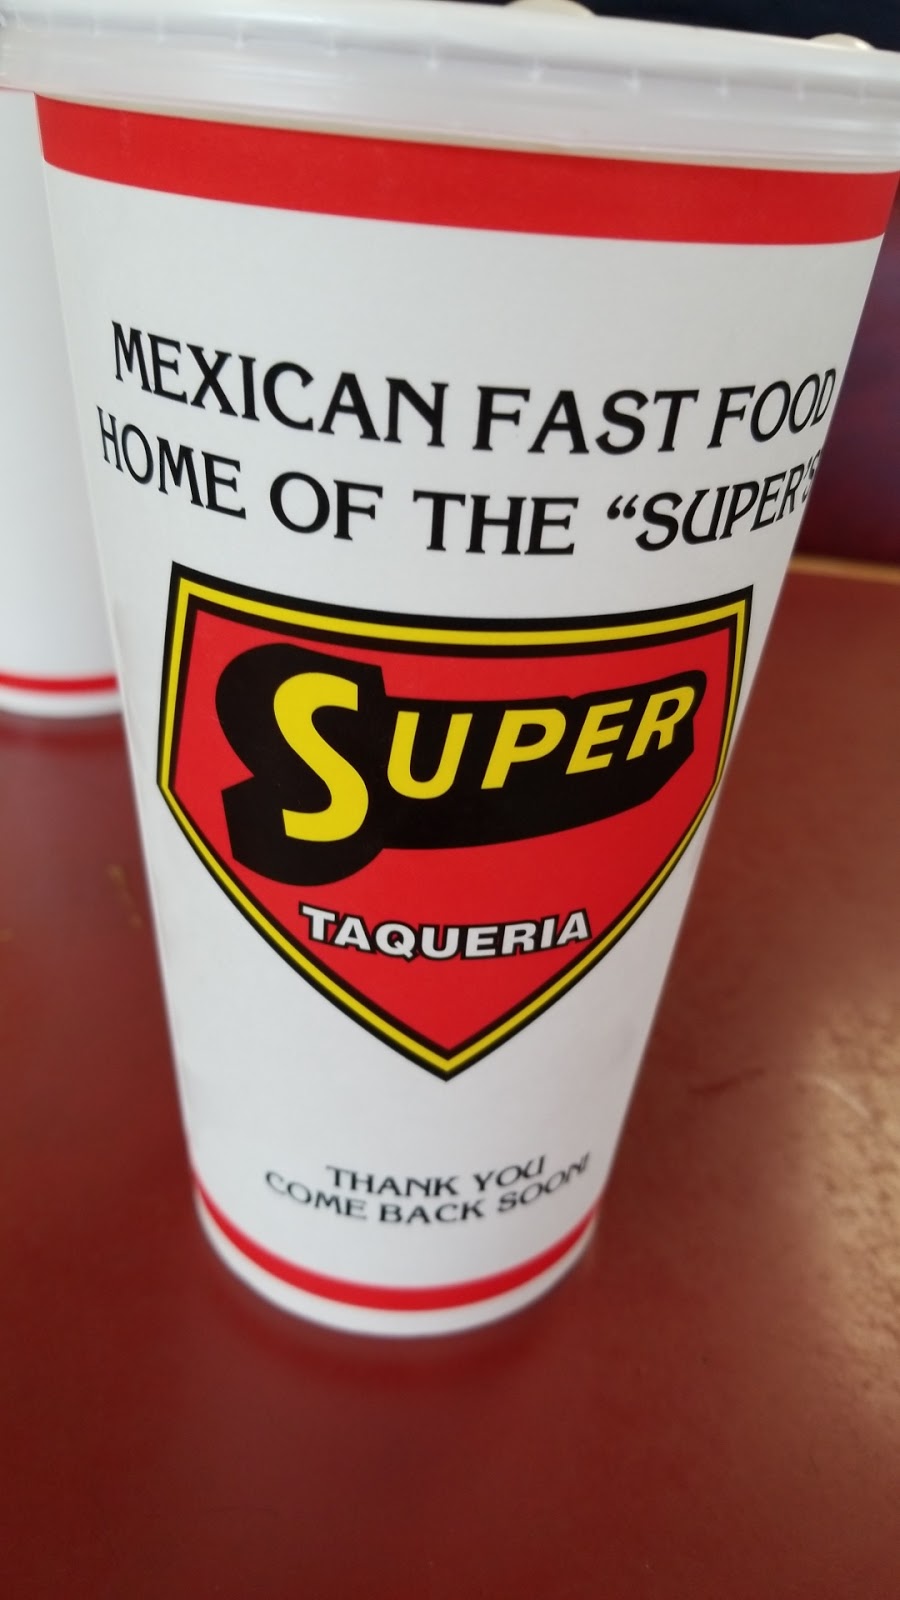 MEXICAN FAST FOOD
HOME OF THE "SUPER'S
SUPER
TAQUERIA
THANK YOU
COME BACK SOON!